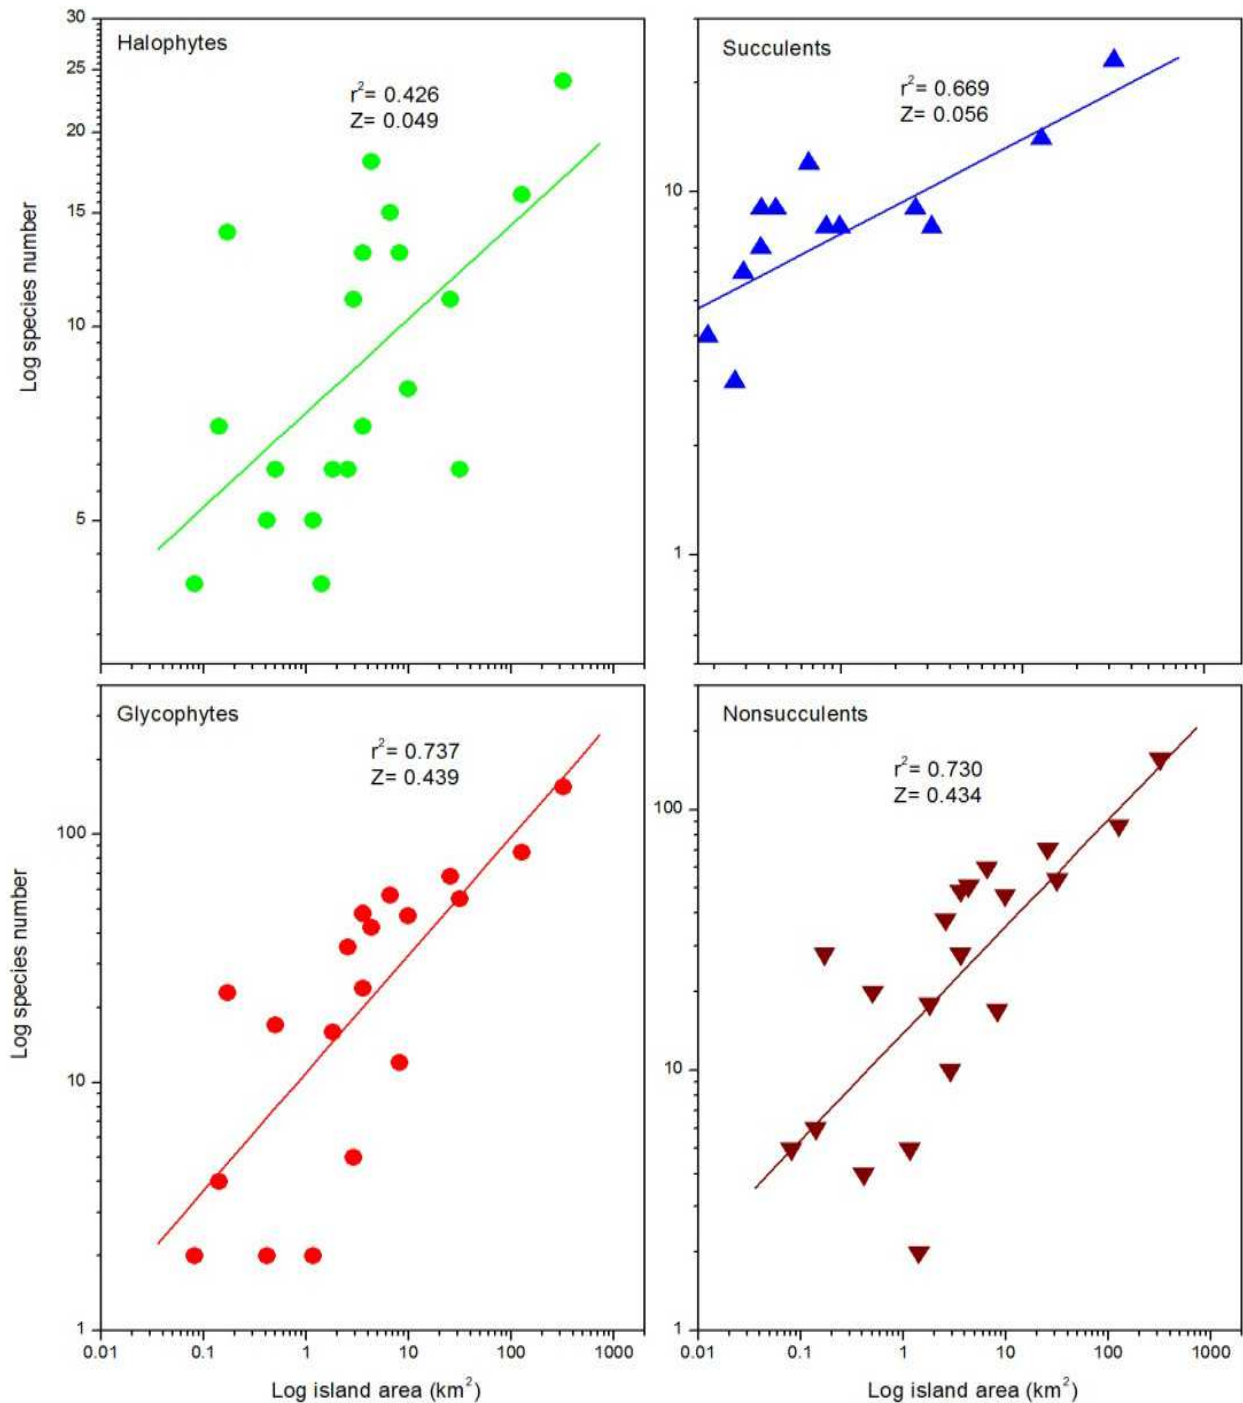 Halophytes
r²= 0.426
Z= 0.049
Log species number
30
25
20
15
10
5
Succulents
r²= 0.669
Z= 0.056
10
1
Glycophytes
r²= 0.737
Z= 0.439
Log species number
100
10
1
0.01 0.1 1 10 100 1000
Log island area (km²)
Nonsucculents
r²= 0.730
Z= 0.434
100
10
1
0.01 0.1 1 10 100 1000
Log island area (km²)